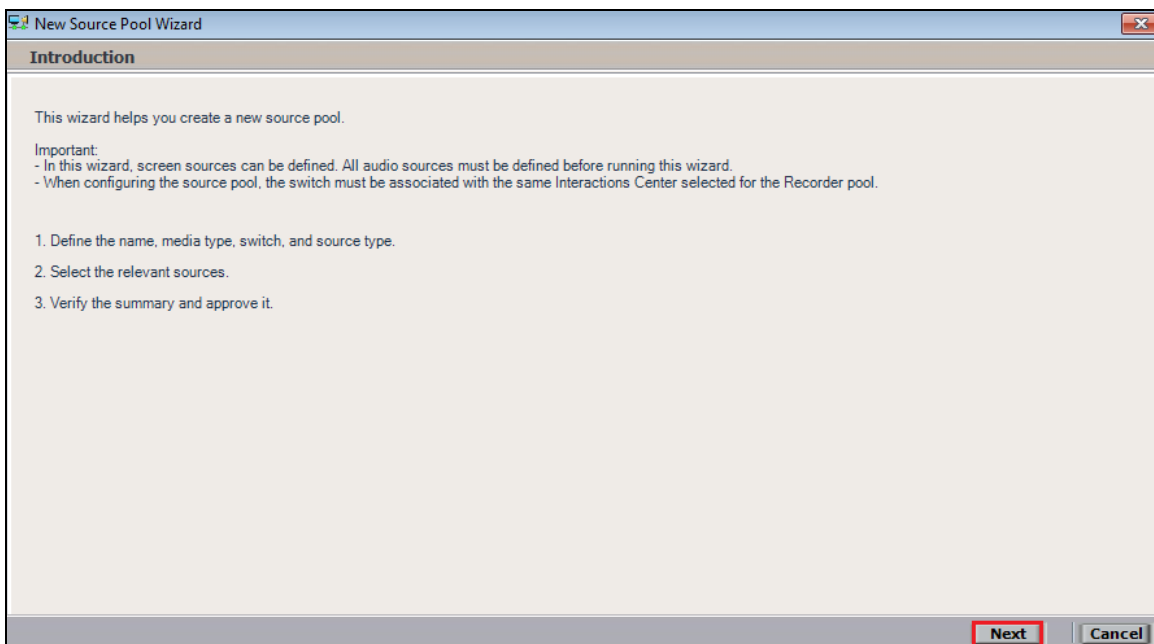 New Source Pool Wizard
Introduction
This wizard helps you create a new source pool.
Important:
- In this wizard, screen sources can be defined. All audio sources must be defined before running this wizard.
- When configuring the source pool, the switch must be associated with the same Interactions Center selected for the Recorder pool.
1. Define the name, media type, switch, and source type.
2. Select the relevant sources.
3. Verify the summary and approve it.
Next
Cancel